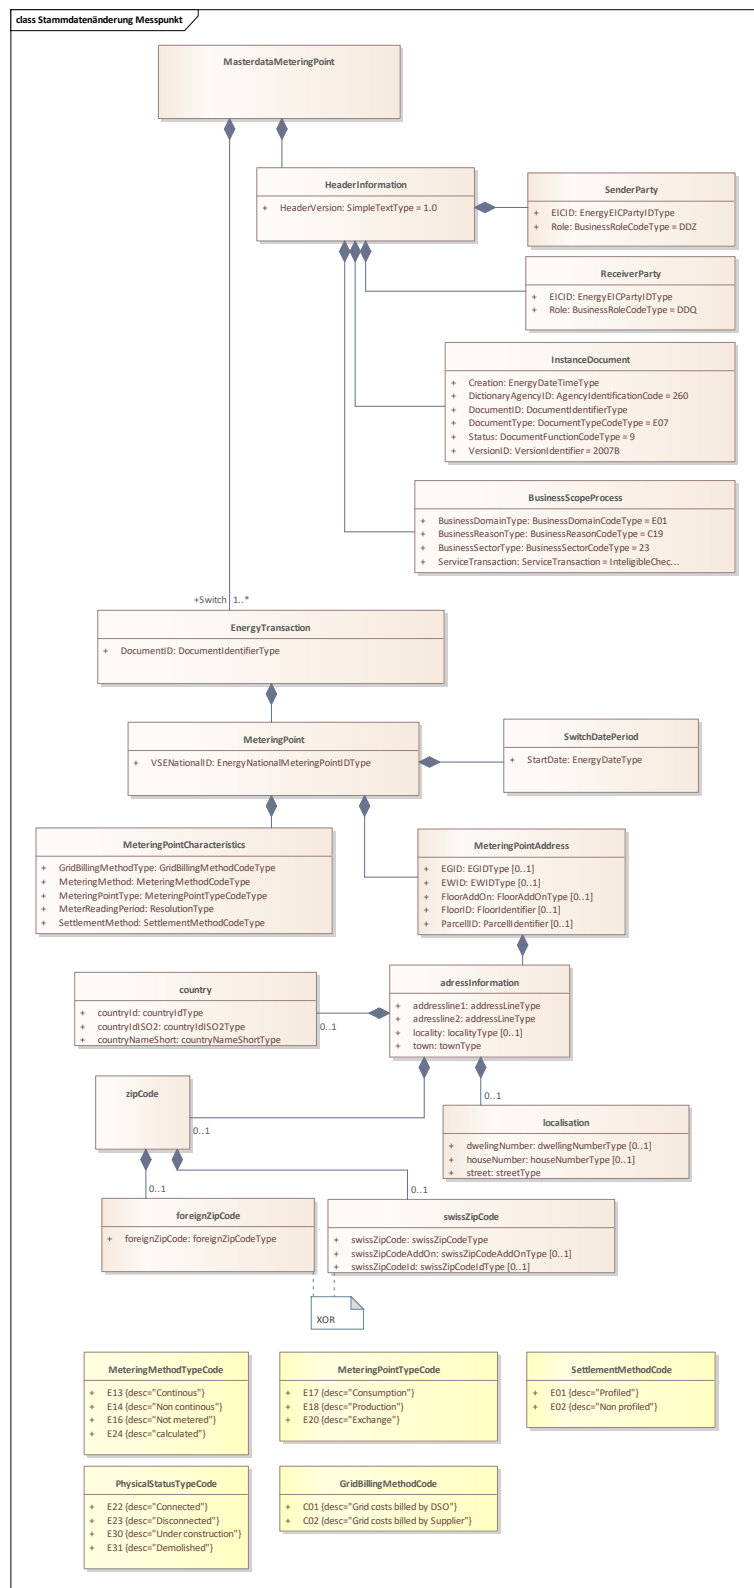 class Stammdatenänderung Messpunkt
MasterdataMeteringPoint
HeaderInformation
+ HeaderVersion: SimpleTextType = 1.0
SenderParty
+ EICID: EnergyEICPartyIDType
+ Role: BusinessRoleCodeType = DDZ
ReceiverParty
+ EICID: EnergyEICPartyIDType
+ Role: BusinessRoleCodeType = DDQ
InstanceDocument
+ Creation: EnergyDateTimeType
+ DictionaryAgencyID: AgencyIdentificationCode = 260
+ DocumentID: DocumentIdentifierType
+ DocumentType: DocumentTypeCodeType = E07
+ Status: DocumentFunctionCodeType = 9
+ VersionID: VersionIdentifier = 2007B
BusinessScopeProcess
+ BusinessDomainType: BusinessDomainCodeType = E01
+ BusinessReasonType: BusinessReasonCodeType = C19
+ BusinessSectorType: BusinessSectorCodeType = 23
+ ServiceTransaction: ServiceTransaction = InteligibleChec...
+Switch 1..*
EnergyTransaction
+ DocumentID: DocumentIdentifierType
MeteringPoint
+ VSENationalID: EnergyNationalMeteringPointIDType
SwitchDatePeriod
+ StartDate: EnergyDateType
MeteringPointCharacteristics
+ GridBillingMethodType: GridBillingMethodCodeType
+ MeteringMethod: MeteringMethodCodeType
+ MeteringPointType: MeteringPointTypeCodeType
+ MeterReadingPeriod: ResolutionType
+ SettlementMethod: SettlementMethodCodeType
MeteringPointAddress
+ EGID: EGIDType [0..1]
+ EWID: EWIDType [0..1]
+ FloorAddOn: FloorAddOnType [0..1]
+ FloorID: FloorIdentifier [0..1]
+ ParcellID: ParcellIdentifier [0..1]
country
+ countryId: countryIdType
+ countryIdISO2: countryIdISO2Type
+ countryNameShort: countryNameShortType
0..1
adressInformation
+ addressline1: addressLineType
+ adressline2: addressLineType
+ locality: localityType [0..1]
+ town: townType
zipCode
0..1
0..1
localisation
+ dwelingNumber: dwellingNumberType [0..1]
+ houseNumber: houseNumberType [0..1]
+ street: streetType
0..1
0..1
foreignZipCode
+ foreignZipCode: foreignZipCodeType
swissZipCode
+ swissZipCode: swissZipCodeType
+ swissZipCodeAddOn: swissZipCodeAddOnType [0..1]
+ swissZipCodeId: swissZipCodeIdType [0..1]
XOR
MeteringMethodTypeCode
+ E13 {desc="Continous"}
+ E14 {desc="Non continous"}
+ E16 {desc="Not metered"}
+ E24 {desc="calculated"}
MeteringPointTypeCode
+ E17 {desc="Consumption"}
+ E18 {desc="Production"}
+ E20 {desc="Exchange"}
SettlementMethodCode
+ E01 {desc="Profiled"}
+ E02 {desc="Non profiled"}
PhysicalStatusTypeCode
+ E22 {desc="Connected"}
+ E23 {desc="Disconnected"}
+ E30 {desc="Under construction"}
+ E31 {desc="Demolished"}
GridBillingMethodCode
+ C01 {desc="Grid costs billed by DSO"}
+ C02 {desc="Grid costs billed by Supplier"}